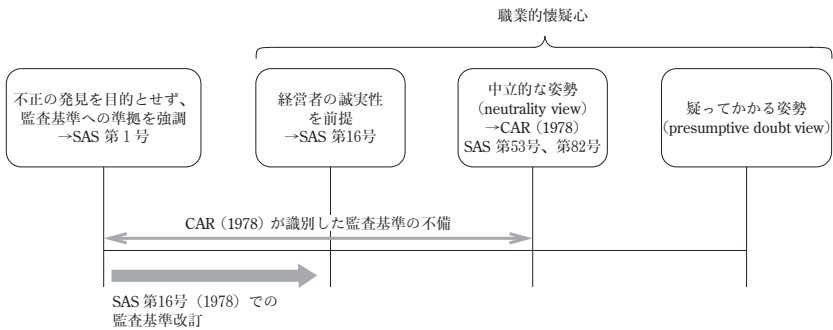 職業的懐疑心
不正の発見を目的とせず、
監査基準への準拠を強調
→SAS 第1号
経営者の誠実性
を前提
→SAS 第16号
中立的な姿勢
(neutrality view)
→CAR（1978）
SAS 第53号、第82号
疑ってかかる姿勢
(presumptive doubt view)
CAR（1978）が識別した監査基準の不備
SAS 第16号（1978）での
監査基準改訂